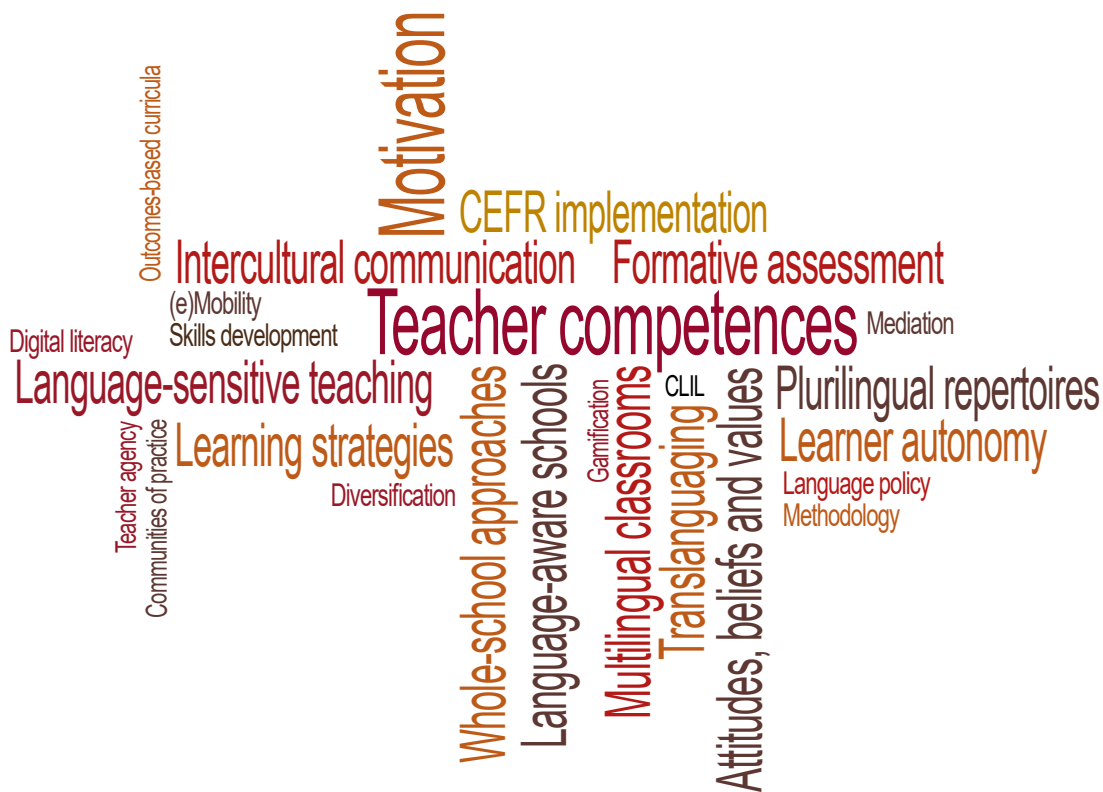 Motivation
Outcomes-based curricula
CEFR implementation
Intercultural communication
Formative assessment
(e)Mobility
Teacher competences
Mediation
Digital literacy
Skills development
Language-sensitive teaching
Whole-school approaches
Language-aware schools
Gamification
Multilingual classrooms
CLIL
Translanguaging
Attitudes, beliefs and values
Plurilingual repertoires
Teacher agency
Communities of practice
Learning strategies
Learner autonomy
Diversification
Language policy
Methodology